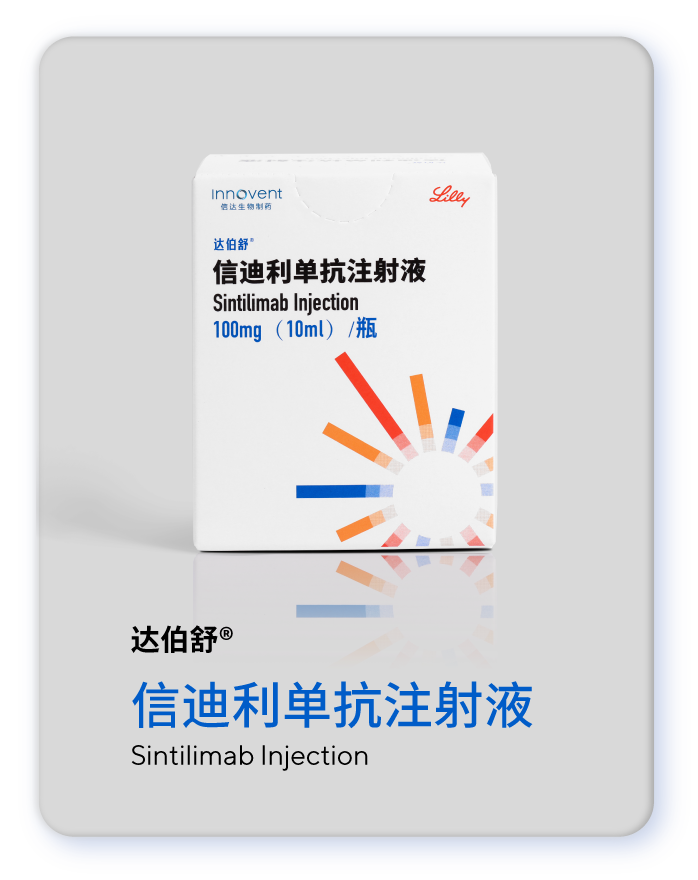 Innovent
信达生物制药
Lilly
达伯舒®
信迪利单抗注射液
Sintilimab Injection
100mg（10ml）/瓶
达伯舒®
信迪利单抗注射液
Sintilimab Injection